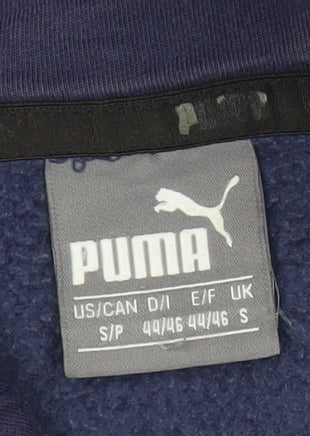 PUMA
PUMA
US/CAN D/I E/F UK
S/P 44/46 44/46 S